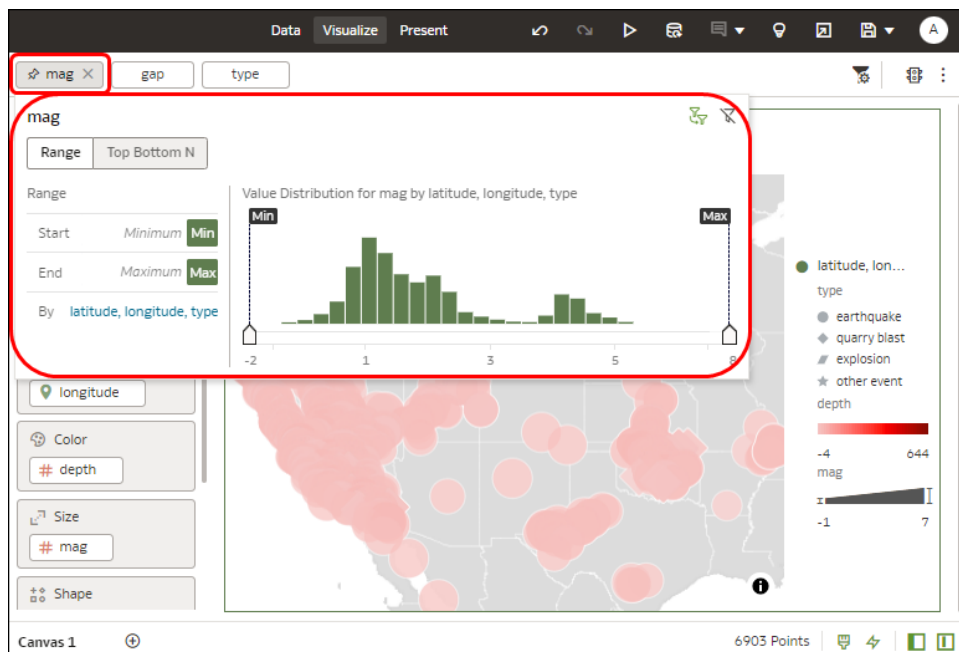 Data Visualize Present A
mag gap type
mag
Range Top Bottom N
Range
Value Distribution for mag by latitude, longitude, type
Min Max
Start Minimum Min
End Maximum Max
By latitude, longitude, type
-2 1 3 5 8
latitude, lon...
type
earthquake
quarry blast
explosion
other event
depth
-4 644
mag
-1 7
longitude
Color
# depth
Size
# mag
Shape
Canvas 1
6903 Points